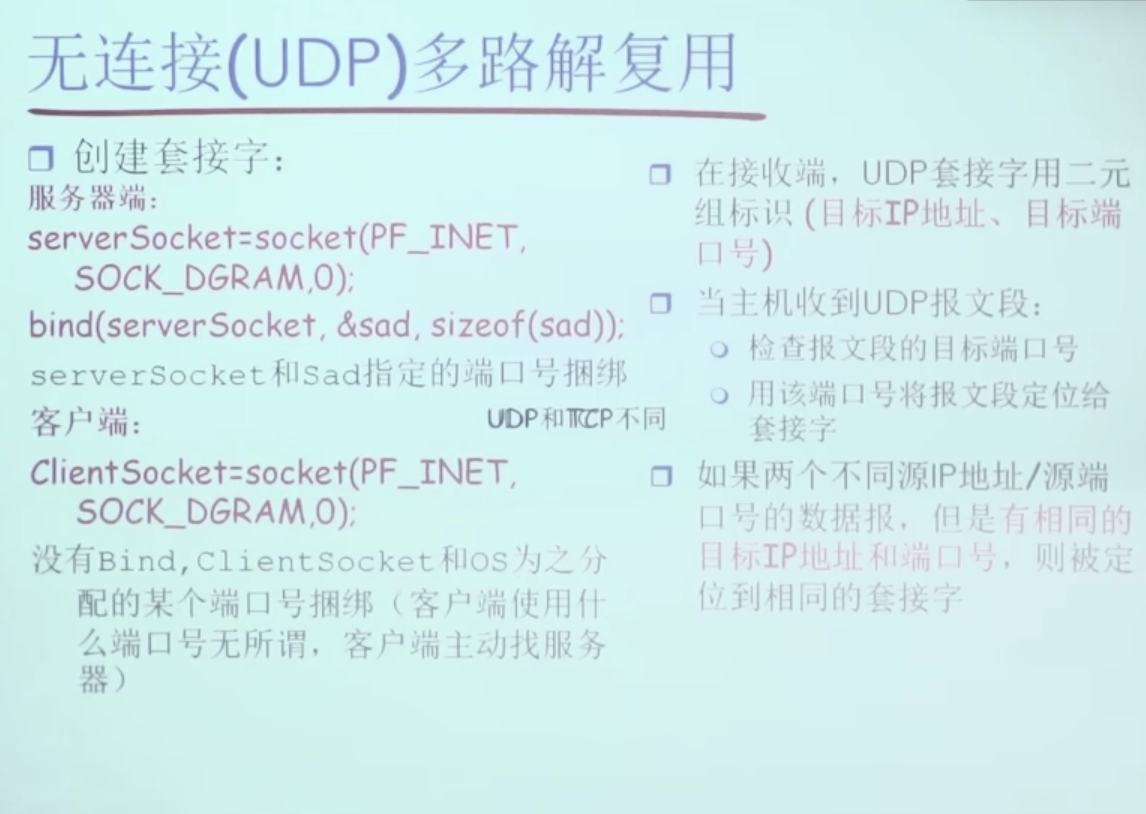 无连接(UDP)多路解复用
创建套接字：
服务器端：
serverSocket=socket(PF_INET,
SOCK_DGRAM,0);
bind(serverSocket, &sad, sizeof(sad));
serverSocket和Sad指定的端口号捆绑
客户端：
UDP和TCP不同
ClientSocket=socket(PF_INET,
SOCK_DGRAM,0);
没有Bind,ClientSocket和OS为之分
配的某个端口号捆绑（客户端使用什
么端口号无所谓，客户端主动找服务
器）
在接收端，UDP套接字用二元
组标识 (目标IP地址、目标端
口号)
当主机收到UDP报文段：
检查报文段的目标端口号
用该端口号将报文段定位给
套接字
如果两个不同源IP地址/源端
口号的数据报，但是有相同的
目标IP地址和端口号，则被定
位到相同的套接字